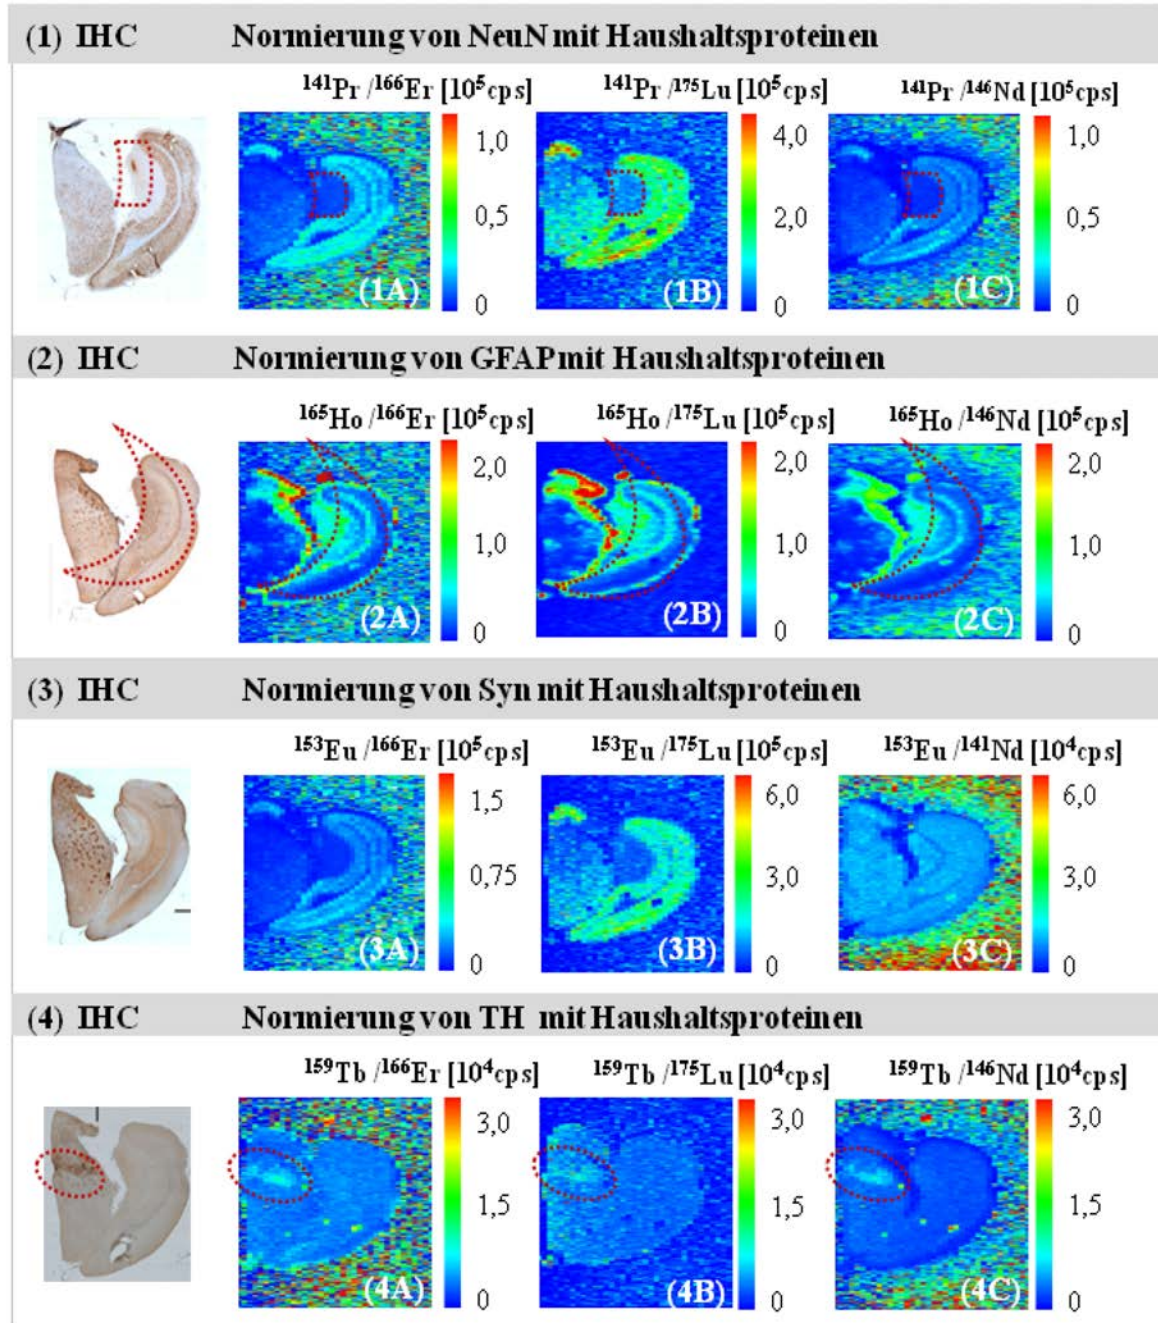 (1) IHC Normierung von NeuN mit Haushaltsproteinen
¹⁴¹Pr /¹⁶⁶Er [10⁵cps] ¹⁴¹Pr /¹⁷⁵Lu [10⁵cps] ¹⁴¹Pr /¹⁴⁶Nd [10⁵cps]
1,0 4,0 1,0
0,5 2,0 0,5
(1A) 0 (1B) 0 (1C) 0
(2) IHC Normierung von GFAP mit Haushaltsproteinen
¹⁶⁵Ho /¹⁶⁶Er [10⁵cps] ¹⁶⁵Ho /¹⁷⁵Lu [10⁵cps] ¹⁶⁵Ho /¹⁴⁶Nd [10⁵cps]
2,0 2,0 2,0
1,0 1,0 1,0
(2A) 0 (2B) 0 (2C) 0
(3) IHC Normierung von Syn mit Haushaltsproteinen
¹⁵³Eu /¹⁶⁶Er [10⁵cps] ¹⁵³Eu /¹⁷⁵Lu [10⁵cps] ¹⁵³Eu /¹⁴¹Nd [10⁴cps]
1,5 6,0 6,0
0,75 3,0 3,0
(3A) 0 (3B) 0 (3C) 0
(4) IHC Normierung von TH mit Haushaltsproteinen
¹⁵⁹Tb /¹⁶⁶Er [10⁴cps] ¹⁵⁹Tb /¹⁷⁵Lu [10⁴cps] ¹⁵⁹Tb /¹⁴⁶Nd [10⁴cps]
3,0 3,0 3,0
1,5 1,5 1,5
(4A) 0 (4B) 0 (4C) 0